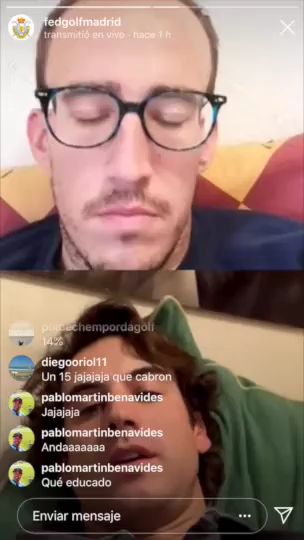 fedgolfmadrid
transmitió en vivo · hace 1 h
14%
diegooriol11
Un 15 jajajaja que cabron
pablomartinbenavides
Jajajaja
pablomartinbenavides
Andaaaaaaa
pablomartinbenavides
Qué educado
Enviar mensaje